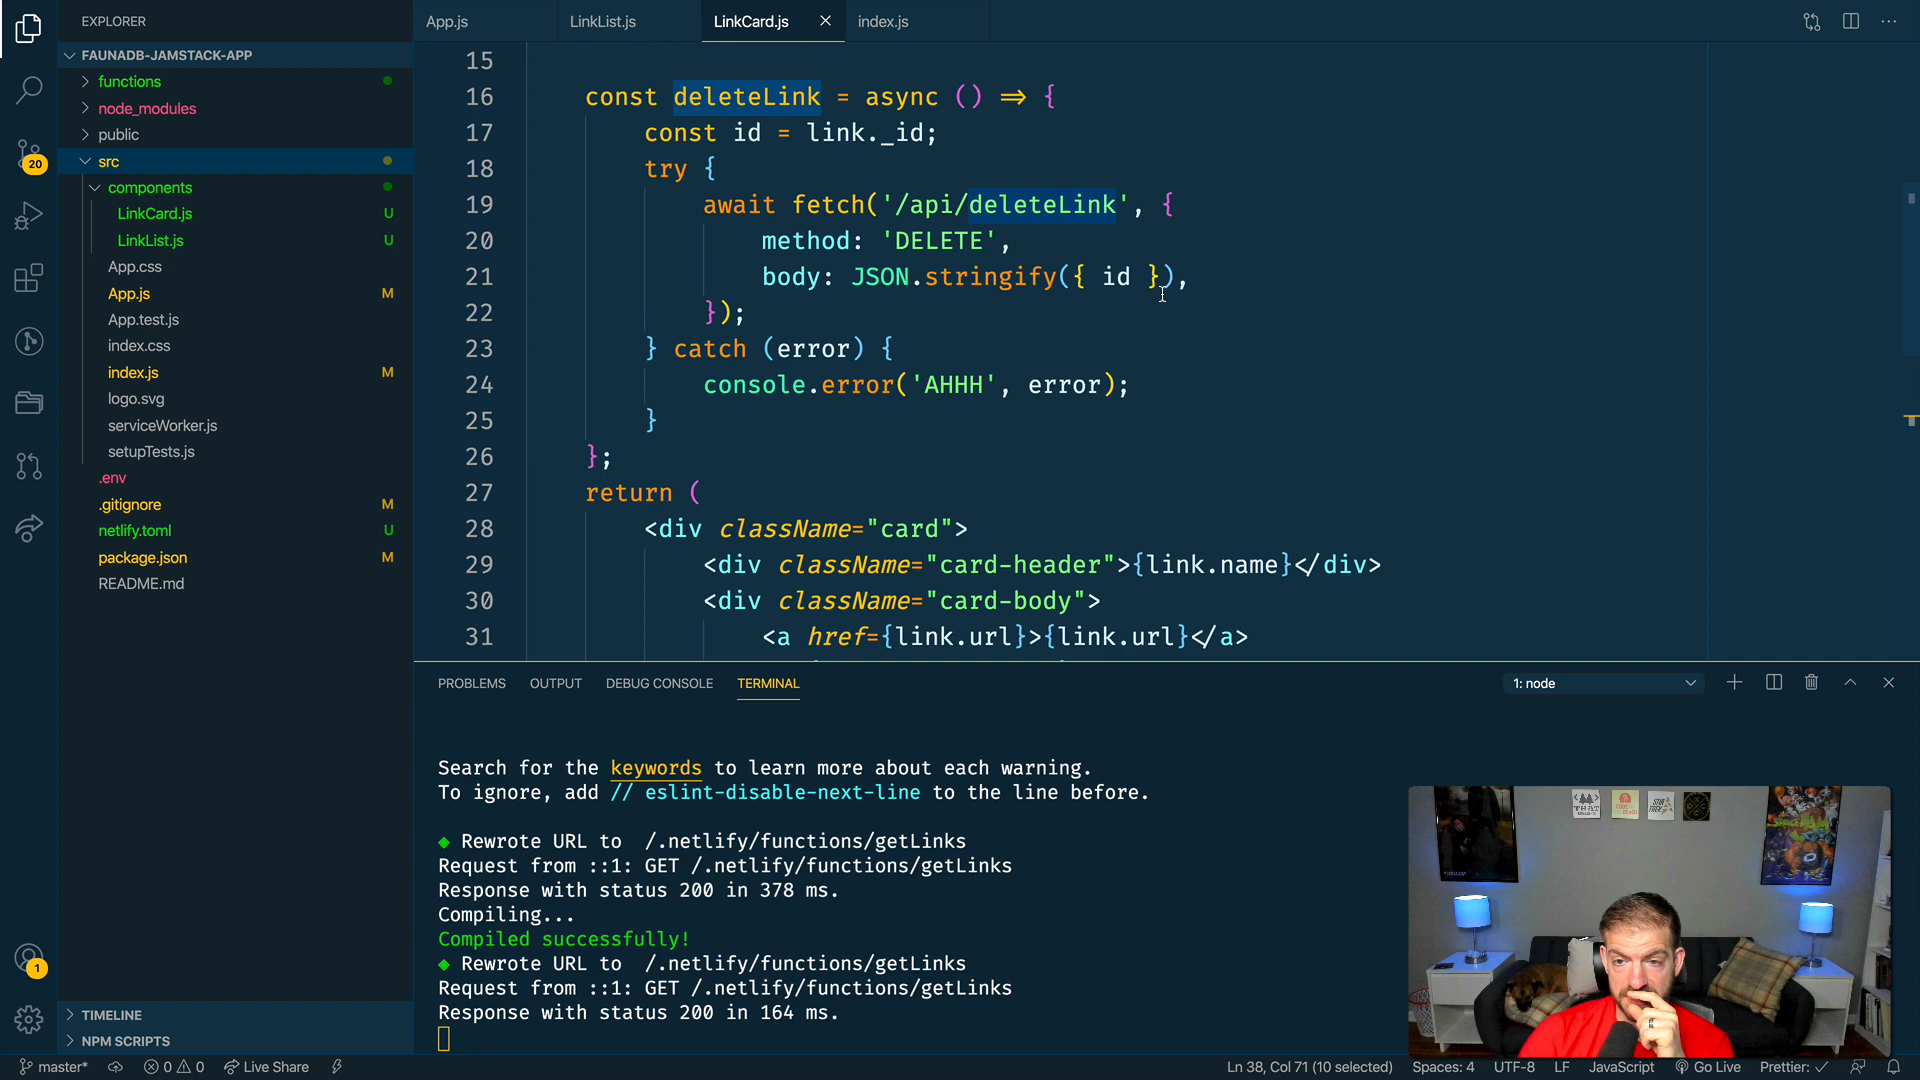 EXPLORER
App.js
LinkList.js
LinkCard.js
index.js
FAUNADB-JAMSTACK-APP
functions
node_modules
public
src
components
LinkCard.js U
LinkList.js U
App.css
App.js M
App.test.js
index.css
index.js M
logo.svg
serviceWorker.js
setupTests.js
.env
.gitignore M
netlify.toml U
package.json M
README.md
20
1
TIMELINE
NPM SCRIPTS
15
16 const deleteLink = async () => {
17 const id = link._id;
18 try {
19 await fetch('/api/deleteLink', {
20 method: 'DELETE',
21 body: JSON.stringify({ id }),
22 });
23 } catch (error) {
24 console.error('AHHH', error);
25 }
26 };
27 return (
28 <div className="card">
29 <div className="card-header">{link.name}</div>
30 <div className="card-body">
31 <a href={link.url}>{link.url}</a>
PROBLEMS OUTPUT DEBUG CONSOLE TERMINAL 1: node
Search for the keywords to learn more about each warning.
To ignore, add // eslint-disable-next-line to the line before.
◆ Rewrote URL to /.netlify/functions/getLinks
Request from ::1: GET /.netlify/functions/getLinks
Response with status 200 in 378 ms.
Compiling...
Compiled successfully!
◆ Rewrote URL to /.netlify/functions/getLinks
Request from ::1: GET /.netlify/functions/getLinks
Response with status 200 in 164 ms.
master* 0 0 Live Share Ln 38, Col 71 (10 selected) Spaces: 4 UTF-8 LF JavaScript Go Live Prettier: ✓